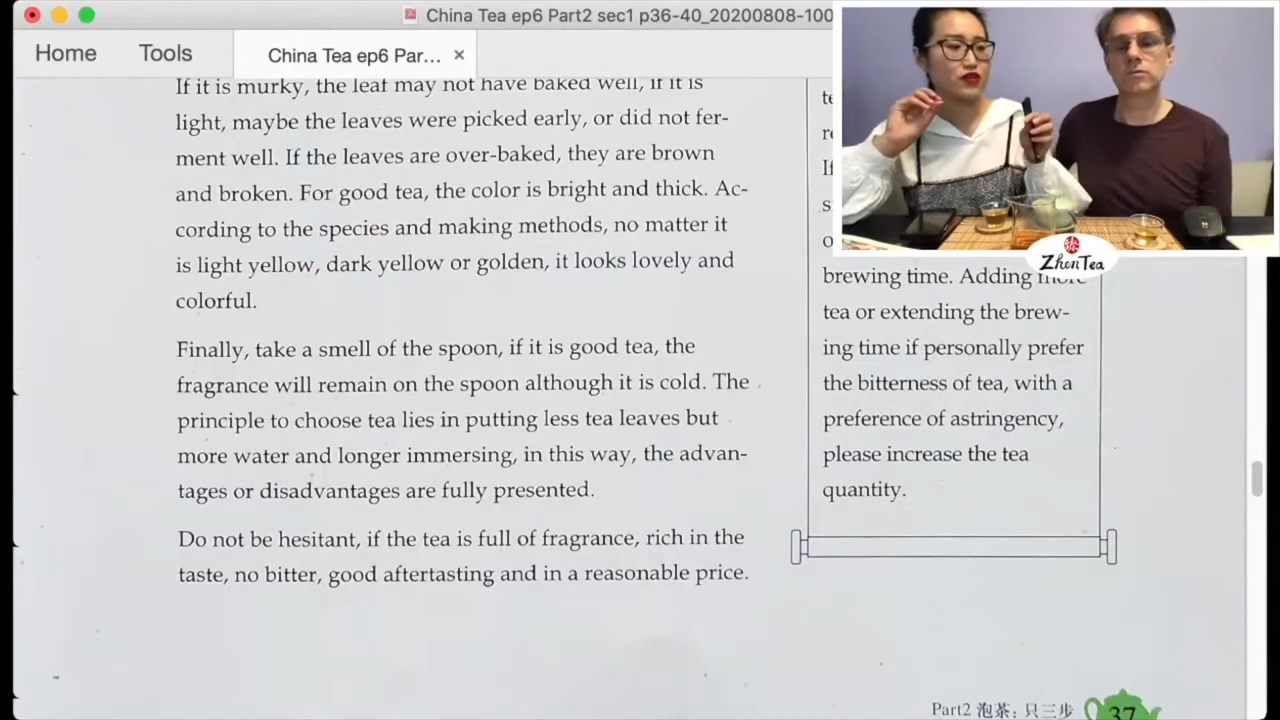 China Tea ep6 Part2 sec1 p36-40_20200808-100
Home
Tools
China Tea ep6 Par...
If it is murky, the leaf may not have baked well, if it is
light, maybe the leaves were picked early, or did not fer-
ment well. If the leaves are over-baked, they are brown
and broken. For good tea, the color is bright and thick. Ac-
cording to the species and making methods, no matter it
is light yellow, dark yellow or golden, it looks lovely and
colorful.
Finally, take a smell of the spoon, if it is good tea, the
fragrance will remain on the spoon although it is cold. The
principle to choose tea lies in putting less tea leaves but
more water and longer immersing, in this way, the advan-
tages or disadvantages are fully presented.
Do not be hesitant, if the tea is full of fragrance, rich in the
taste, no bitter, good aftertasting and in a reasonable price.
te
re
If
s
o
brewing time. Adding more
tea or extending the brew-
ing time if personally prefer
the bitterness of tea, with a
preference of astringency,
please increase the tea
quantity.
ZhenTea
Part2 泡茶：只三步
37